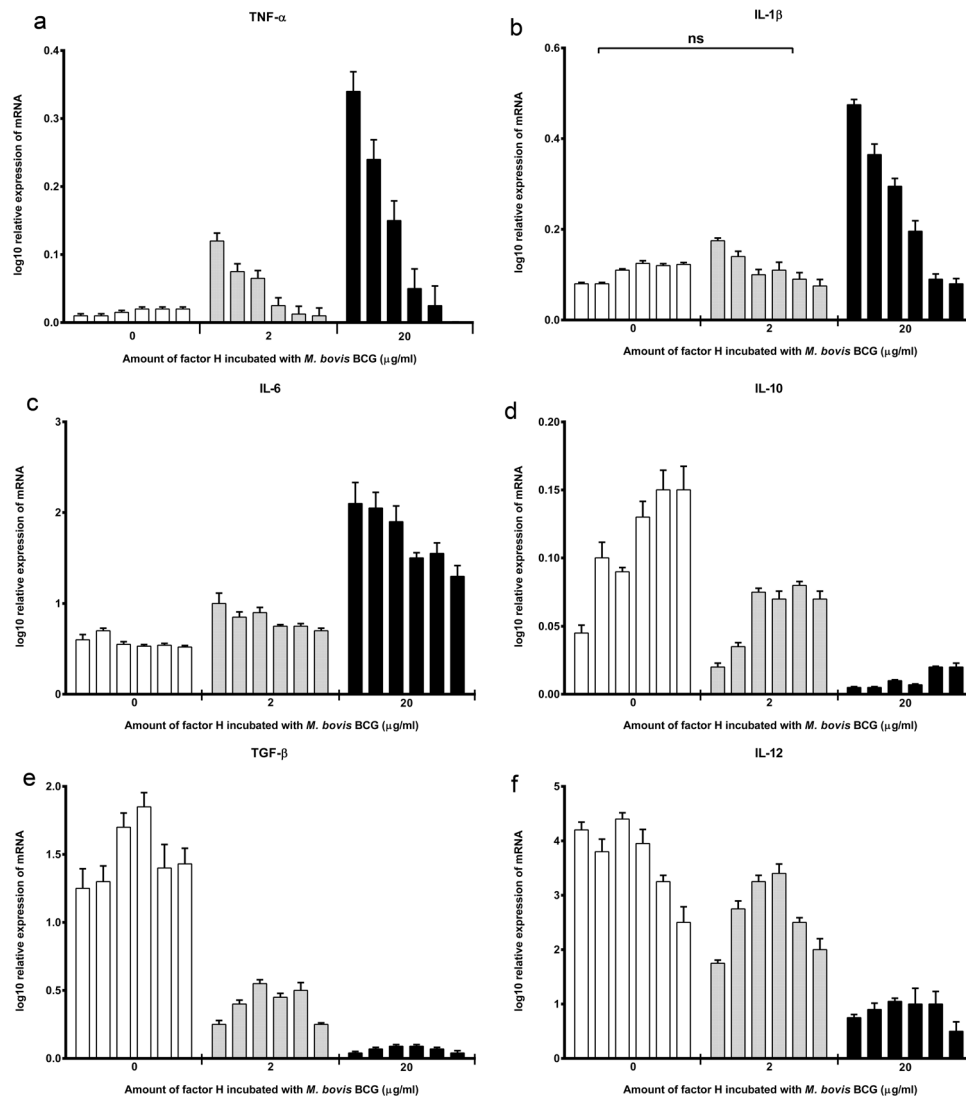 a
TNF-α
log10 relative expression of mRNA
0.4
0.3
0.2
0.1
0.0
0 2 20
Amount of factor H incubated with M. bovis BCG (μg/ml)
b
IL-1β
ns
log10 relative expression of mRNA
0.6
0.4
0.2
0.0
0 2 20
Amount of factor H incubated with M. bovis BCG (μg/ml)
c
IL-6
log10 relative expression of mRNA
3
2
1
0
0 2 20
Amount of factor H incubated with M. bovis BCG (μg/ml)
d
IL-10
log10 relative expression of mRNA
0.20
0.15
0.10
0.05
0.00
0 2 20
Amount of factor H incubated with M. bovis BCG (μg/ml)
e
TGF-β
log10 relative expression of mRNA
2.0
1.5
1.0
0.5
0.0
0 2 20
Amount of factor H incubated with M. bovis BCG (μg/ml)
f
IL-12
log10 relative expression of mRNA
5
4
3
2
1
0
0 2 20
Amount of factor H incubated with M. bovis BCG (μg/ml)